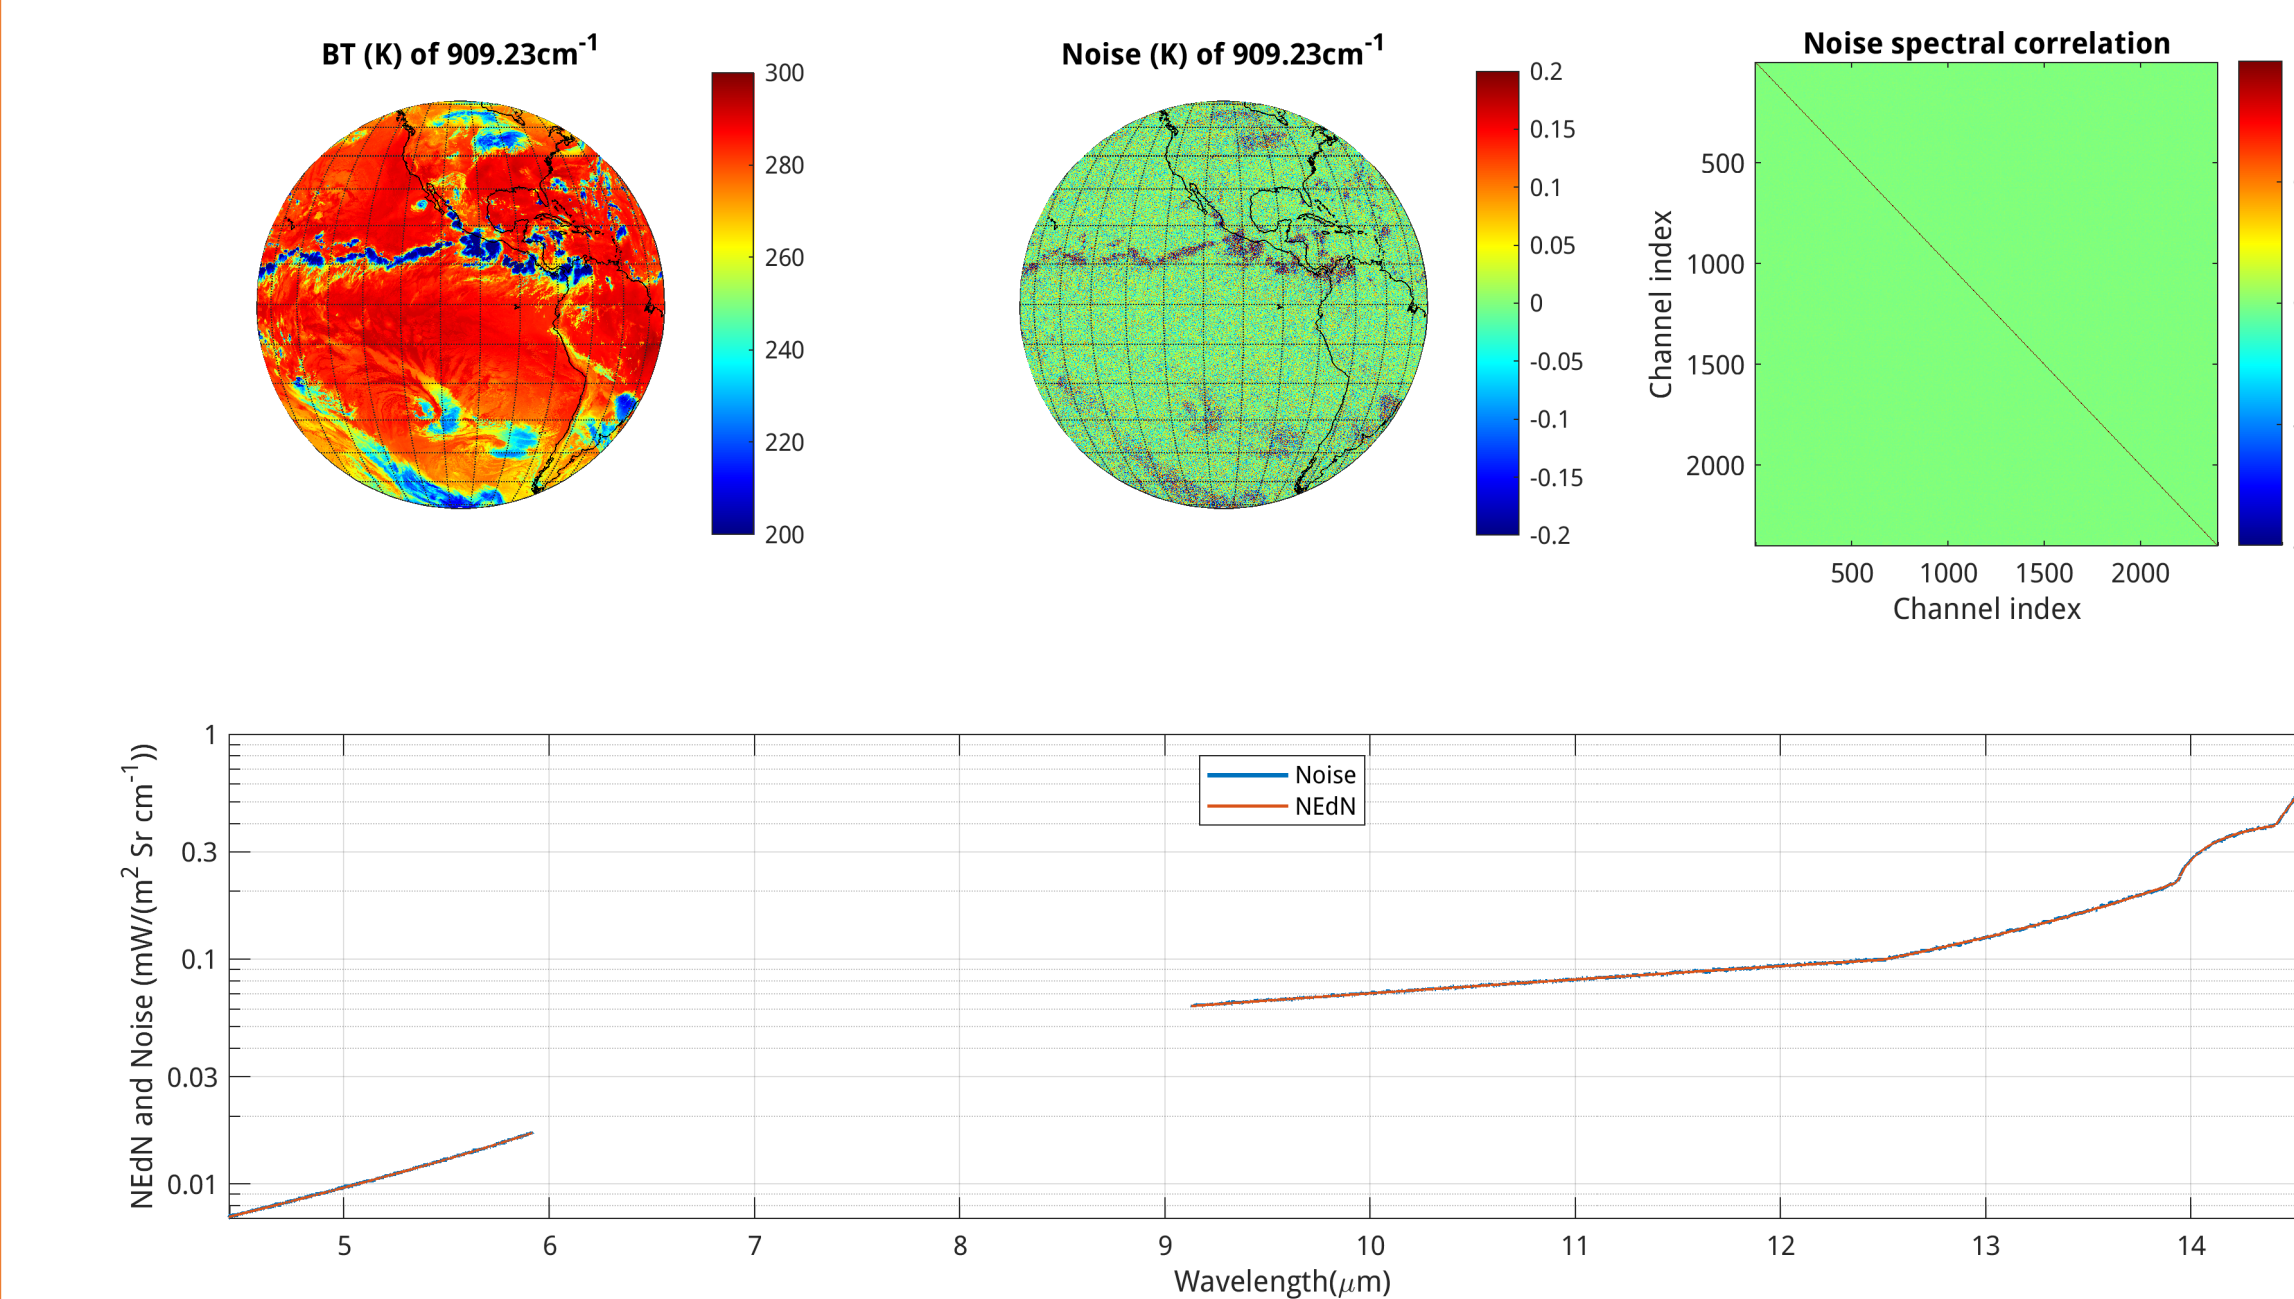 BT (K) of 909.23cm⁻¹
300
280
260
240
220
200
Noise (K) of 909.23cm⁻¹
0.2
0.15
0.1
0.05
0
-0.05
-0.1
-0.15
-0.2
Noise spectral correlation
Channel index
500
1000
1500
2000
500 1000 1500 2000
Channel index
NEdN and Noise (mW/(m² Sr cm⁻¹))
1
0.3
0.1
0.03
0.01
Noise
NEdN
5 6 7 8 9 10 11 12 13 14
Wavelength(μm)